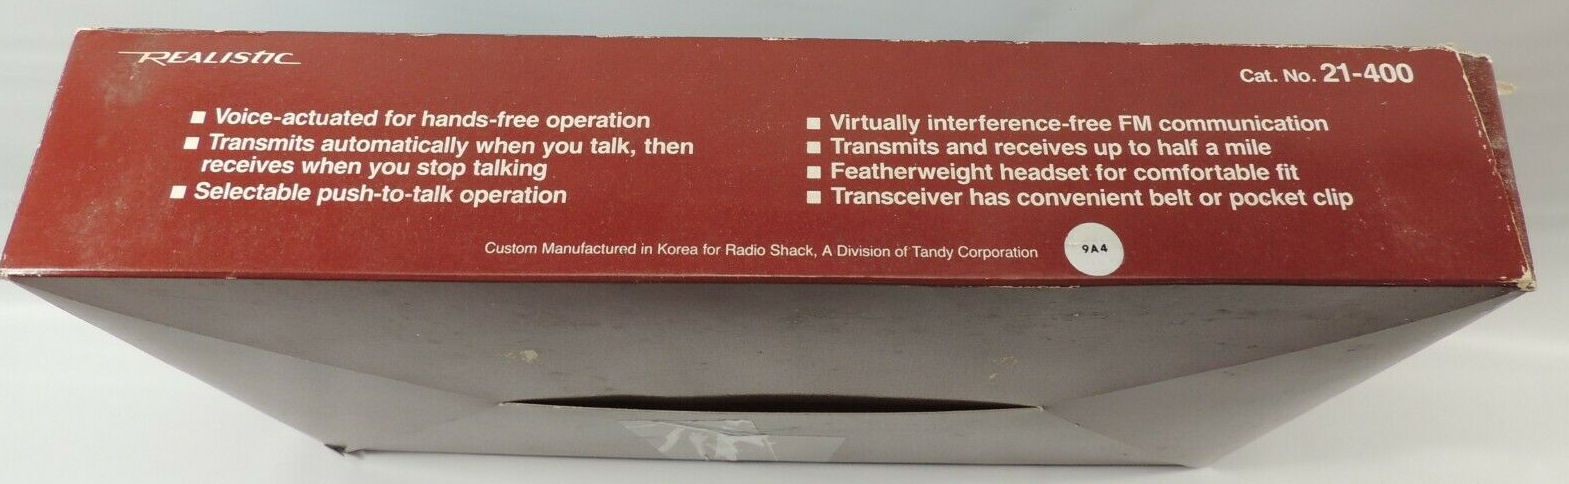 REALISTIC
Cat. No. 21-400
■ Voice-actuated for hands-free operation
■ Transmits automatically when you talk, then
receives when you stop talking
■ Selectable push-to-talk operation
■ Virtually interference-free FM communication
■ Transmits and receives up to half a mile
■ Featherweight headset for comfortable fit
■ Transceiver has convenient belt or pocket clip
Custom Manufactured in Korea for Radio Shack, A Division of Tandy Corporation
9A4